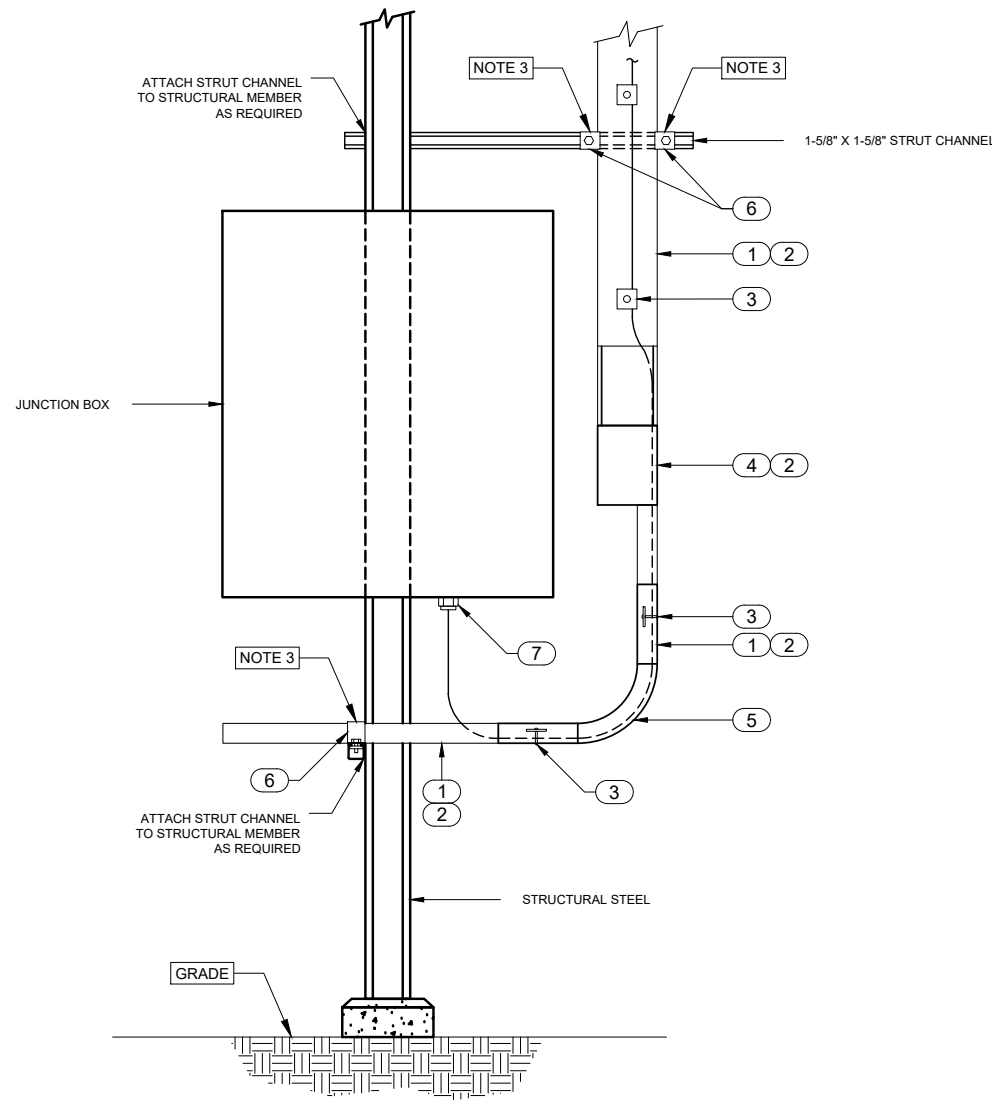 NOTE 3
NOTE 3
ATTACH STRUT CHANNEL
TO STRUCTURAL MEMBER
AS REQUIRED
1-5/8" X 1-5/8" STRUT CHANNEL
6
1 2
3
JUNCTION BOX
4 2
3
1 2
7
NOTE 3
5
6
1
2
3
ATTACH STRUT CHANNEL
TO STRUCTURAL MEMBER
AS REQUIRED
STRUCTURAL STEEL
GRADE